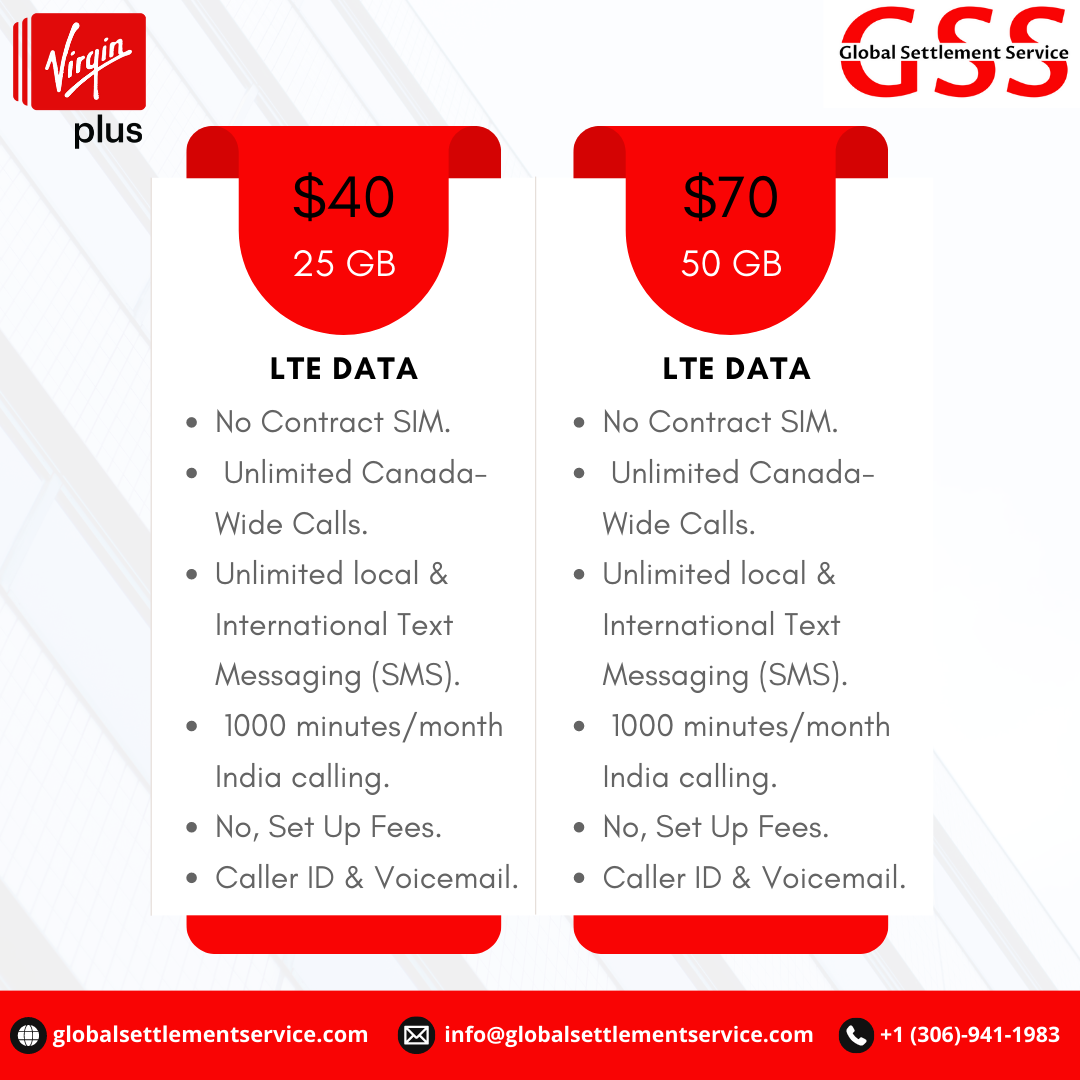 Virgin
plus
GSS
Global Settlement Service
$40
25 GB
LTE DATA
• No Contract SIM.
• Unlimited Canada-
Wide Calls.
• Unlimited local &
International Text
Messaging (SMS).
• 1000 minutes/month
India calling.
• No, Set Up Fees.
• Caller ID & Voicemail.
$70
50 GB
LTE DATA
• No Contract SIM.
• Unlimited Canada-
Wide Calls.
• Unlimited local &
International Text
Messaging (SMS).
• 1000 minutes/month
India calling.
• No, Set Up Fees.
• Caller ID & Voicemail.
globalsettlementservice.com
info@globalsettlementservice.com
+1 (306)-941-1983